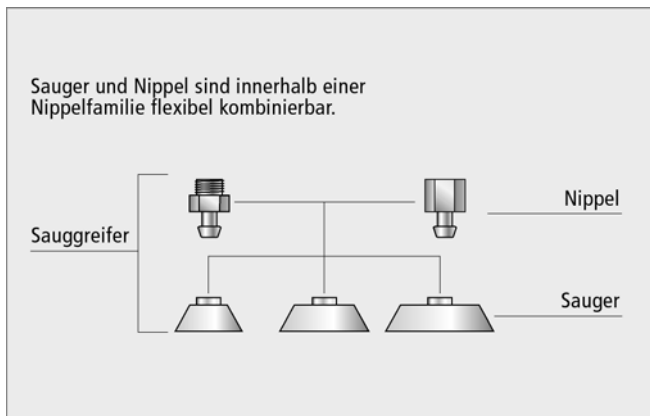 Sauger und Nippel sind innerhalb einer
Nippelfamilie flexibel kombinierbar.
Nippel
Sauggreifer
Sauger